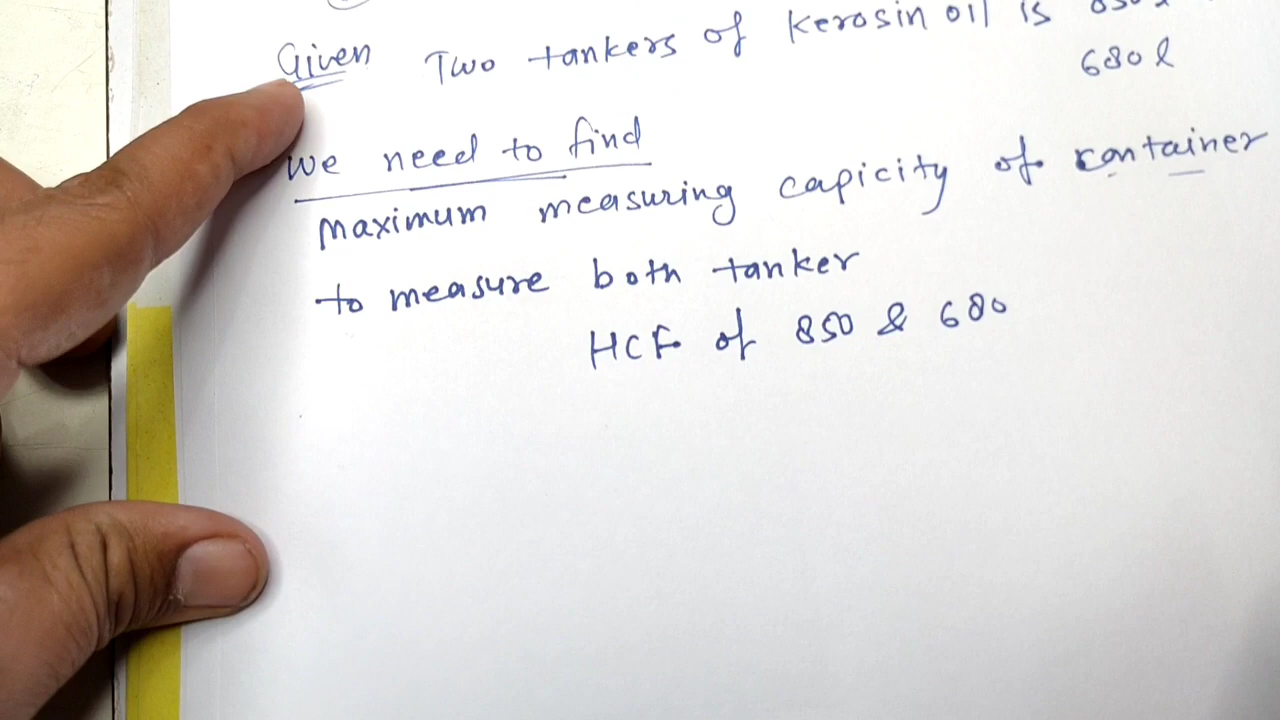 Given Two tankers of kerosin oil is 850 l
680 l
we need to find
Maximum measuring capicity of container
to measure both tanker
HCF of 850 & 680